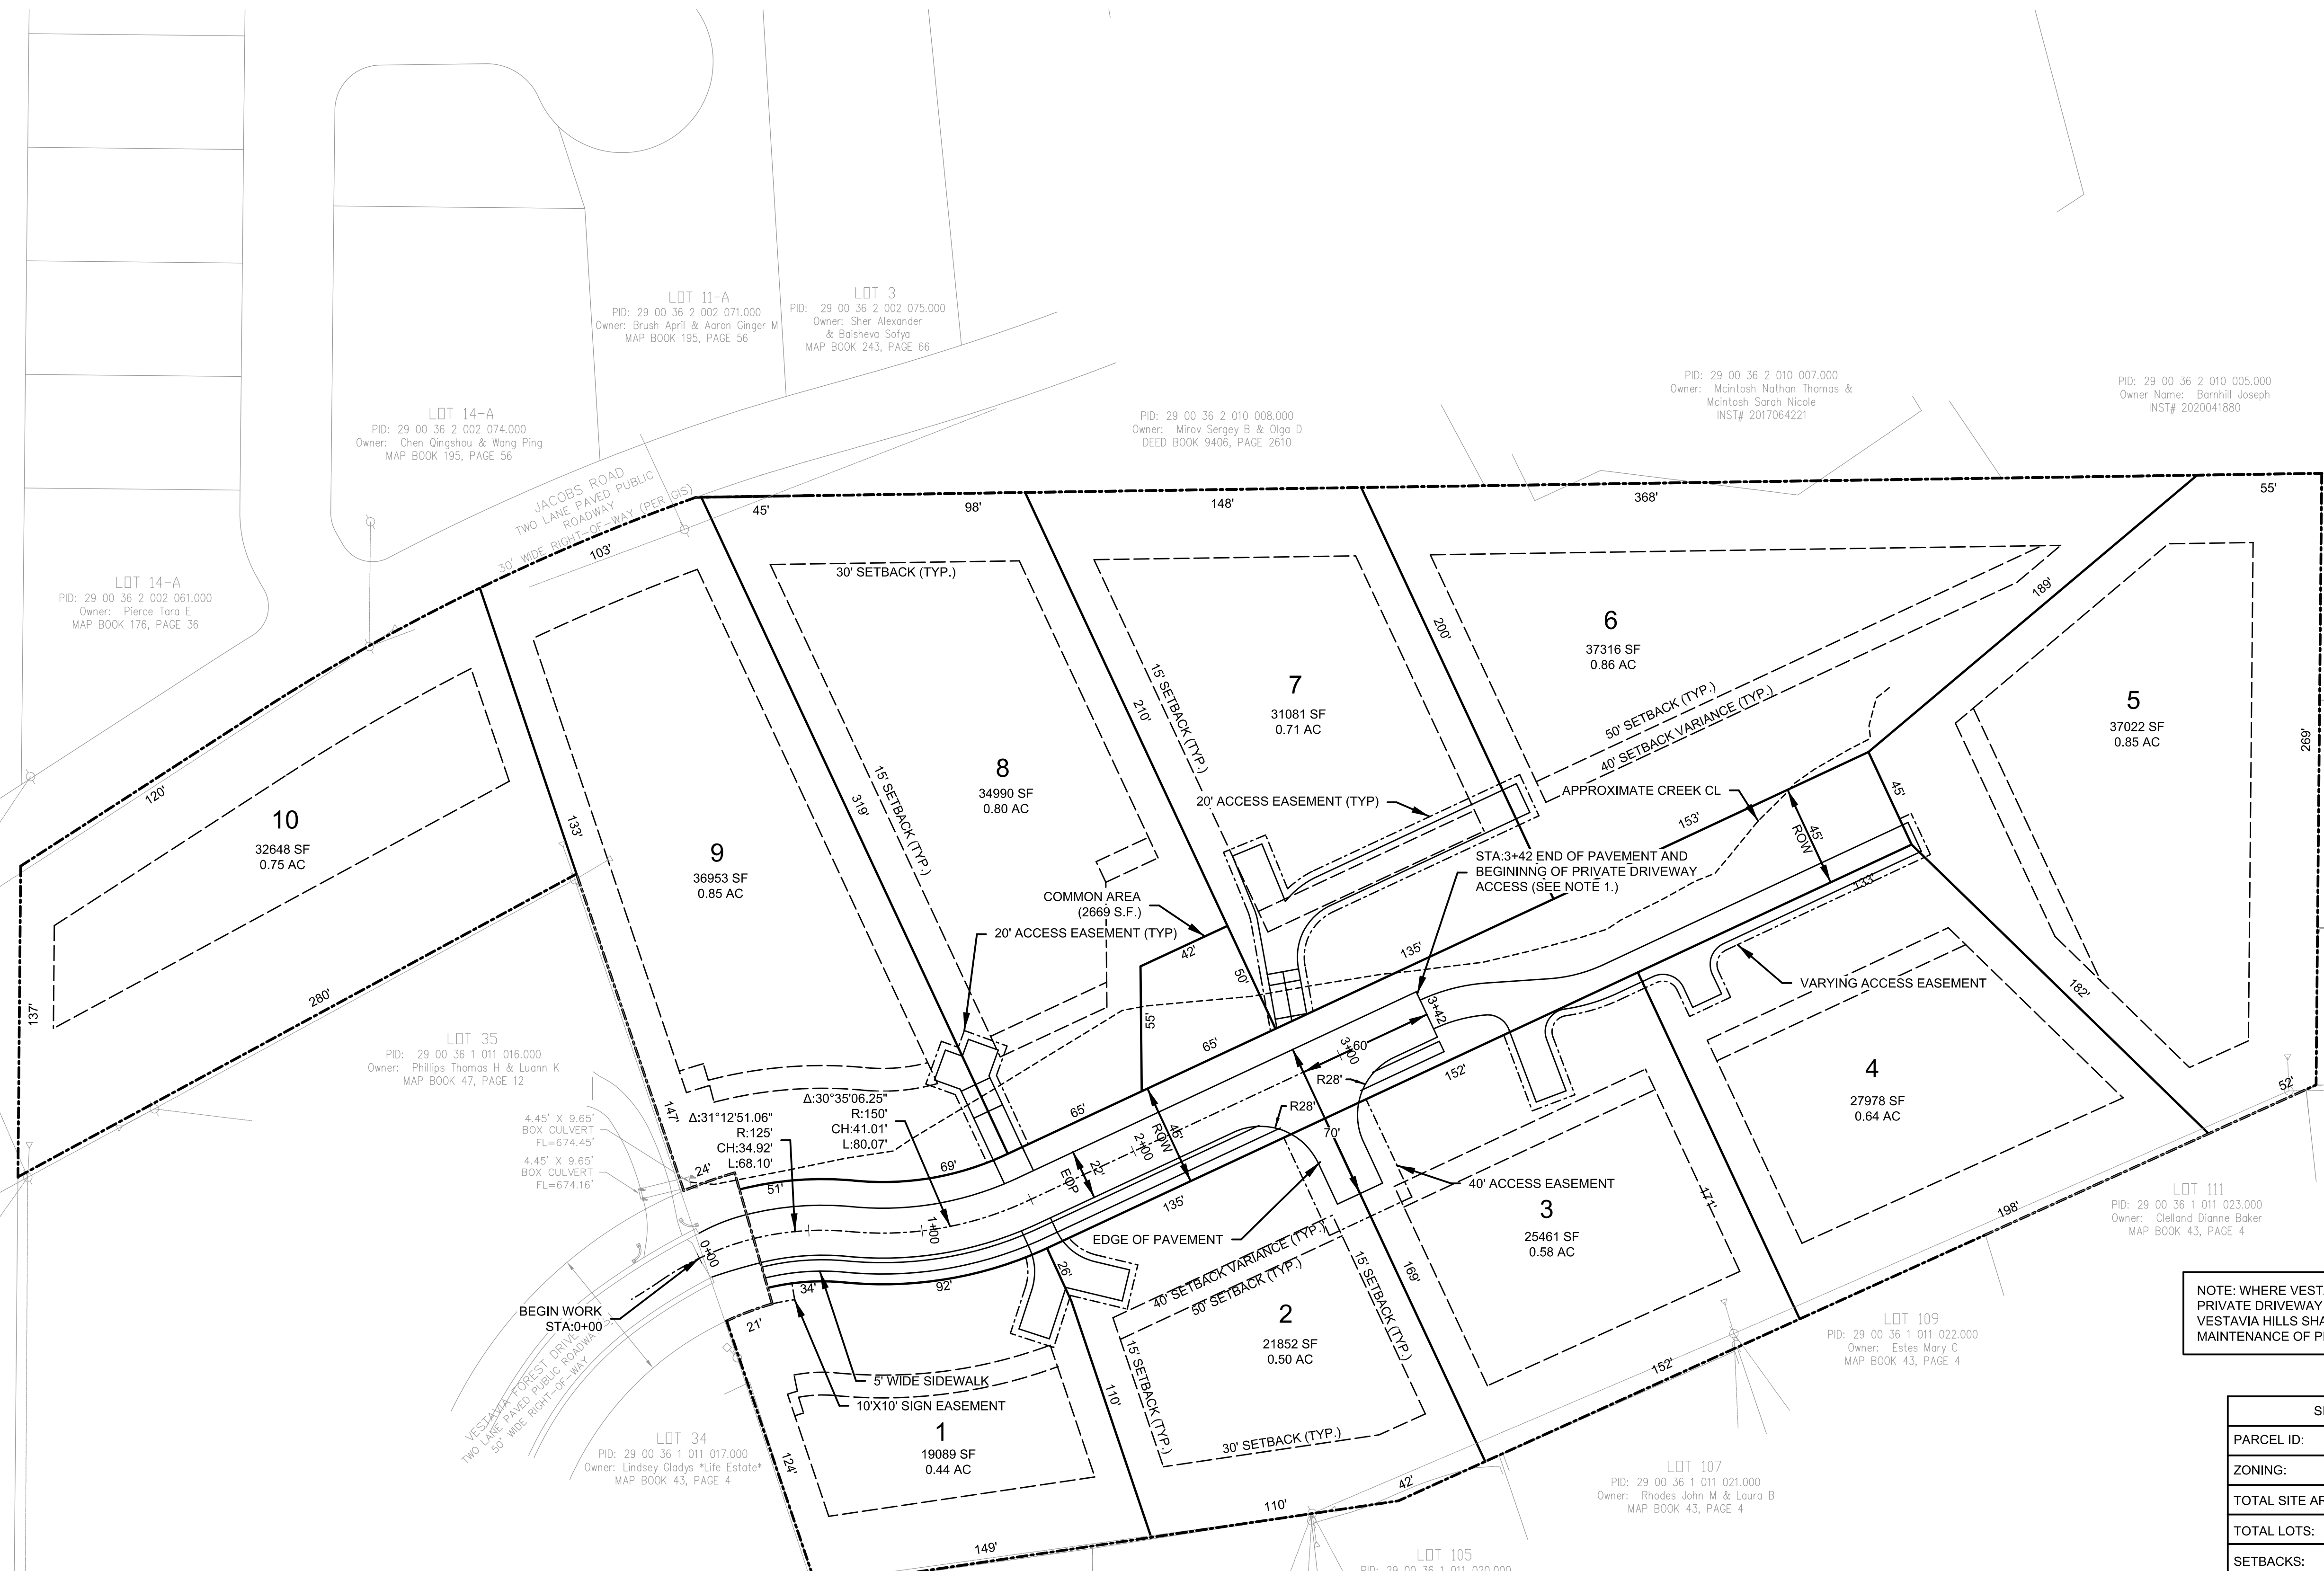 LOT 11-A
PID: 29 00 36 2 002 071.000
Owner: Brush April & Aaron Ginger M
MAP BOOK 195, PAGE 56
LOT 3
PID: 29 00 36 2 002 075.000
Owner: Sher Alexander
& Baisheva Sofya
MAP BOOK 243, PAGE 66
LOT 14-A
PID: 29 00 36 2 002 074.000
Owner: Chen Qingshou & Wang Ping
MAP BOOK 195, PAGE 56
PID: 29 00 36 2 010 008.000
Owner: Mirov Sergey B & Olga D
DEED BOOK 9406, PAGE 2610
PID: 29 00 36 2 010 007.000
Owner: Mcintosh Nathan Thomas &
Mcintosh Sarah Nicole
INST# 2017064221
PID: 29 00 36 2 010 005.000
Owner Name: Barnhill Joseph
INST# 2020041880
LOT 14-A
PID: 29 00 36 2 002 061.000
Owner: Pierce Tara E
MAP BOOK 176, PAGE 36
JACOBS ROAD
TWO LANE PAVED PUBLIC
ROADWAY
30' WIDE RIGHT-OF-WAY (PER GIS)
103'
45'
98'
148'
368'
55'
30' SETBACK (TYP.)
120'
10
32648 SF
0.75 AC
133'
280'
137'
9
36953 SF
0.85 AC
319'
15' SETBACK (TYP.)
8
34990 SF
0.80 AC
210'
15' SETBACK (TYP.)
7
31081 SF
0.71 AC
200'
6
37316 SF
0.86 AC
50' SETBACK (TYP.)
40' SETBACK VARIANCE (TYP.)
189'
5
37022 SF
0.85 AC
269'
20' ACCESS EASEMENT (TYP)
APPROXIMATE CREEK CL
153'
45'
45'
ROW
133'
STA:3+42 END OF PAVEMENT AND
BEGININNG OF PRIVATE DRIVEWAY
ACCESS (SEE NOTE 1.)
COMMON AREA
(2669 S.F.)
20' ACCESS EASEMENT (TYP)
42'
50'
135'
55'
65'
VARYING ACCESS EASEMENT
182'
52'
LOT 35
PID: 29 00 36 1 011 016.000
Owner: Phillips Thomas H & Luann K
MAP BOOK 47, PAGE 12
147'
4.45' X 9.65'
BOX CULVERT
FL=674.45'
4.45' X 9.65'
BOX CULVERT
FL=674.16'
Δ:31°12'51.06"
R:125'
CH:34.92'
L:68.10'
Δ:30°35'06.25"
R:150'
CH:41.01'
L:80.07'
24'
51'
69'
65'
45'
ROW
22'
EOP
0+00
1+00
2+00
3+00
3+42
60'
R28'
R28'
70'
152'
135'
92'
34'
26'
21'
4
27978 SF
0.64 AC
171'
198'
40' ACCESS EASEMENT
3
25461 SF
0.58 AC
169'
152'
EDGE OF PAVEMENT
40' SETBACK VARIANCE (TYP.)
50' SETBACK (TYP.)
15' SETBACK (TYP.)
2
21852 SF
0.50 AC
15' SETBACK (TYP.)
30' SETBACK (TYP.)
110'
BEGIN WORK
STA:0+00
VESTAVIA FOREST DRIVE
TWO LANE PAVED PUBLIC ROADWAY
50' WIDE RIGHT-OF-WAY
5' WIDE SIDEWALK
10'X10' SIGN EASEMENT
1
19089 SF
0.44 AC
124'
149'
110'
42'
LOT 34
PID: 29 00 36 1 011 017.000
Owner: Lindsey Gladys *Life Estate*
MAP BOOK 43, PAGE 4
LOT 111
PID: 29 00 36 1 011 023.000
Owner: Clelland Dianne Baker
MAP BOOK 43, PAGE 4
LOT 109
PID: 29 00 36 1 011 022.000
Owner: Estes Mary C
MAP BOOK 43, PAGE 4
LOT 107
PID: 29 00 36 1 011 021.000
Owner: Rhodes John M & Laura B
MAP BOOK 43, PAGE 4
LOT 105
PID: 29 00 36 1 011 020.000
NOTE: WHERE VEST
PRIVATE DRIVEWAY
VESTAVIA HILLS SHA
MAINTENANCE OF P
PARCEL ID:
ZONING:
TOTAL SITE AR
TOTAL LOTS:
SETBACKS: